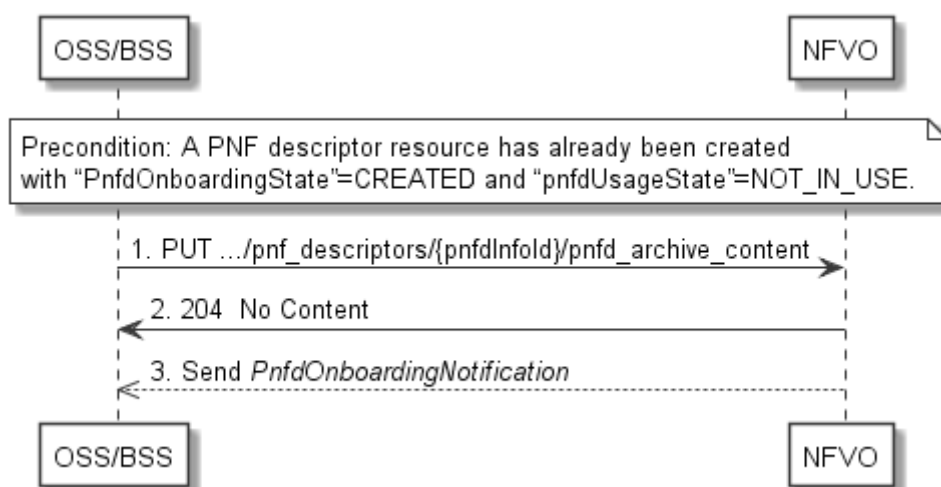 OSS/BSS
NFVO
Precondition: A PNF descriptor resource has already been created
with “PnfdOnboardingState”=CREATED and “pnfdUsageState”=NOT_IN_USE.
1. PUT .../pnf_descriptors/{pnfdInfoId}/pnfd_archive_content
2. 204  No Content
3. Send PnfdOnboardingNotification
OSS/BSS
NFVO